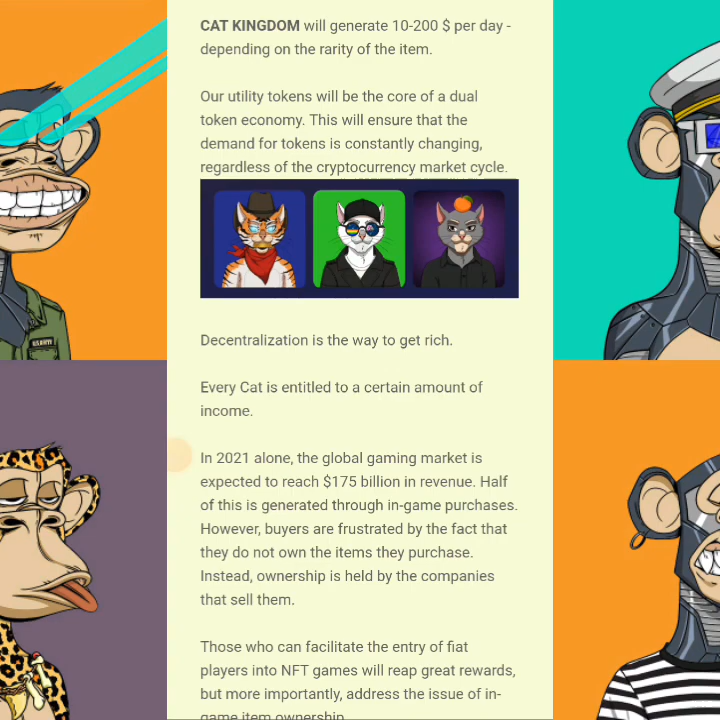 CAT KINGDOM will generate 10-200 $ per day -
depending on the rarity of the item.
Our utility tokens will be the core of a dual
token economy. This will ensure that the
demand for tokens is constantly changing,
regardless of the cryptocurrency market cycle.
Decentralization is the way to get rich.
Every Cat is entitled to a certain amount of
income.
In 2021 alone, the global gaming market is
expected to reach $175 billion in revenue. Half
of this is generated through in-game purchases.
However, buyers are frustrated by the fact that
they do not own the items they purchase.
Instead, ownership is held by the companies
that sell them.
Those who can facilitate the entry of fiat
players into NFT games will reap great rewards,
but more importantly, address the issue of in-
game item ownership